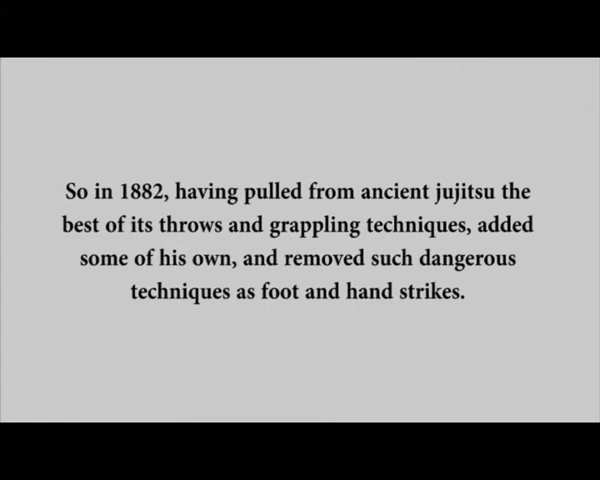 So in 1882, having pulled from ancient jujitsu the
best of its throws and grappling techniques, added
some of his own, and removed such dangerous
techniques as foot and hand strikes.